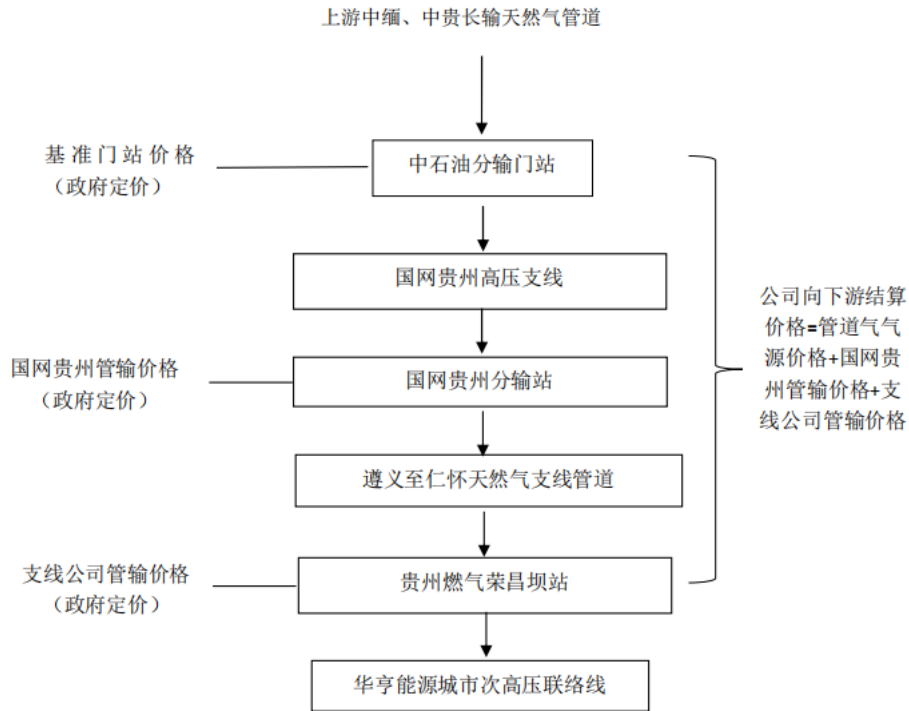 上游中缅、中贵长输天然气管道
基准门站价格
（政府定价）
中石油分输门站
国网贵州高压支线
公司向下游结算
价格=管道气气
源价格+国网贵
州管输价格+支
线公司管输价格
国网贵州管输价格
（政府定价）
国网贵州分输站
遵义至仁怀天然气支线管道
支线公司管输价格
（政府定价）
贵州燃气荣昌坝站
华亨能源城市次高压联络线